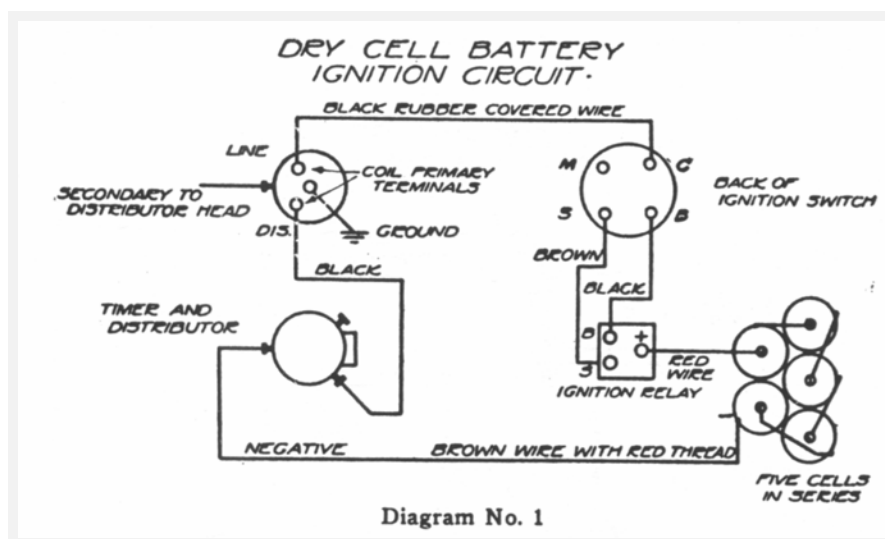 DRY CELL BATTERY
IGNITION CIRCUIT.
BLACK RUBBER COVERED WIRE
LINE
COIL PRIMARY
TERMINALS
M
C
SECONDARY TO
DISTRIBUTOR HEAD
BACK OF
IGNITION SWITCH
S
B
DIS.
GROUND
BROWN
BLACK
BLACK
TIMER AND
DISTRIBUTOR
B
+
S
RED
WIRE
IGNITION RELAY
NEGATIVE
BROWN WIRE WITH RED THREAD
FIVE CELLS
IN SERIES
Diagram No. 1